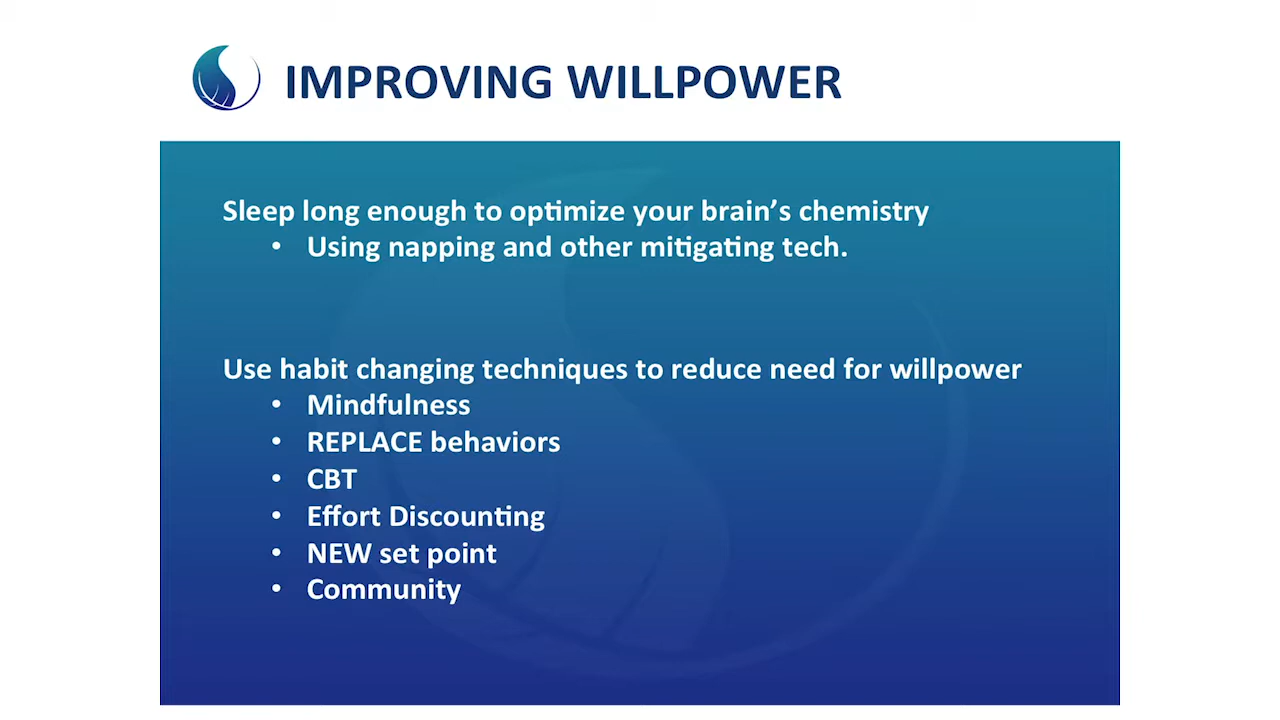 IMPROVING WILLPOWER
Sleep long enough to optimize your brain’s chemistry
• Using napping and other mitigating tech.
Use habit changing techniques to reduce need for willpower
• Mindfulness
• REPLACE behaviors
• CBT
• Effort Discounting
• NEW set point
• Community